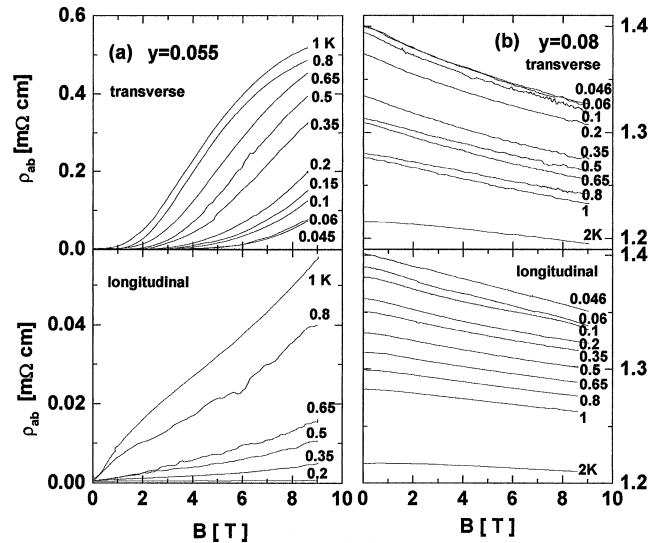 (a) y=0.055
transverse
ρab [mΩ cm]
0.6
0.4
0.2
0.0
1 K
0.8
0.65
0.5
0.35
0.2
0.15
0.1
0.06
0.045
(b) y=0.08
transverse
1.4
1.3
1.2
0.046
0.06
0.1
0.2
0.35
0.5
0.65
0.8
1
2K
longitudinal
ρab [mΩ cm]
0.04
0.02
0.00
1 K
0.8
0.65
0.5
0.35
0.2
0 2 4 6 8 10
B [ T ]
longitudinal
1.4
1.3
1.2
0.046
0.06
0.1
0.2
0.35
0.5
0.65
0.8
1
2K
0 2 4 6 8 10
B [ T ]